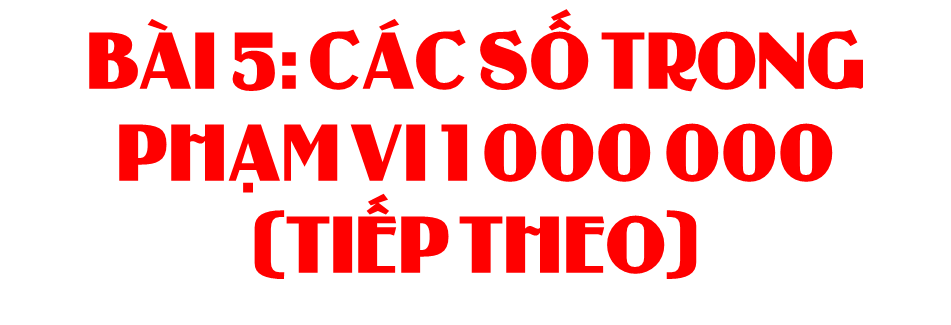 BÀI 5: CÁC SỐ TRONG
PHẠM VI 1 000 000
(TIẾP THEO)